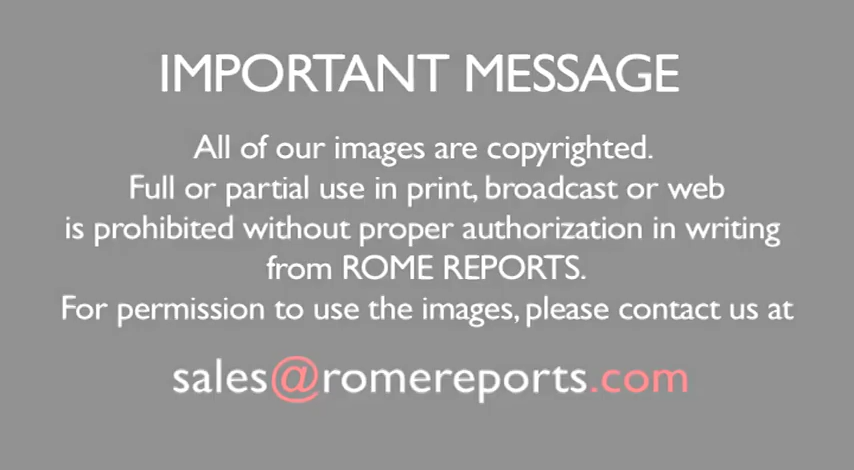 IMPORTANT MESSAGE
All of our images are copyrighted.
Full or partial use in print, broadcast or web
is prohibited without proper authorization in writing
from ROME REPORTS.
For permission to use the images, please contact us at
sales@romereports.com